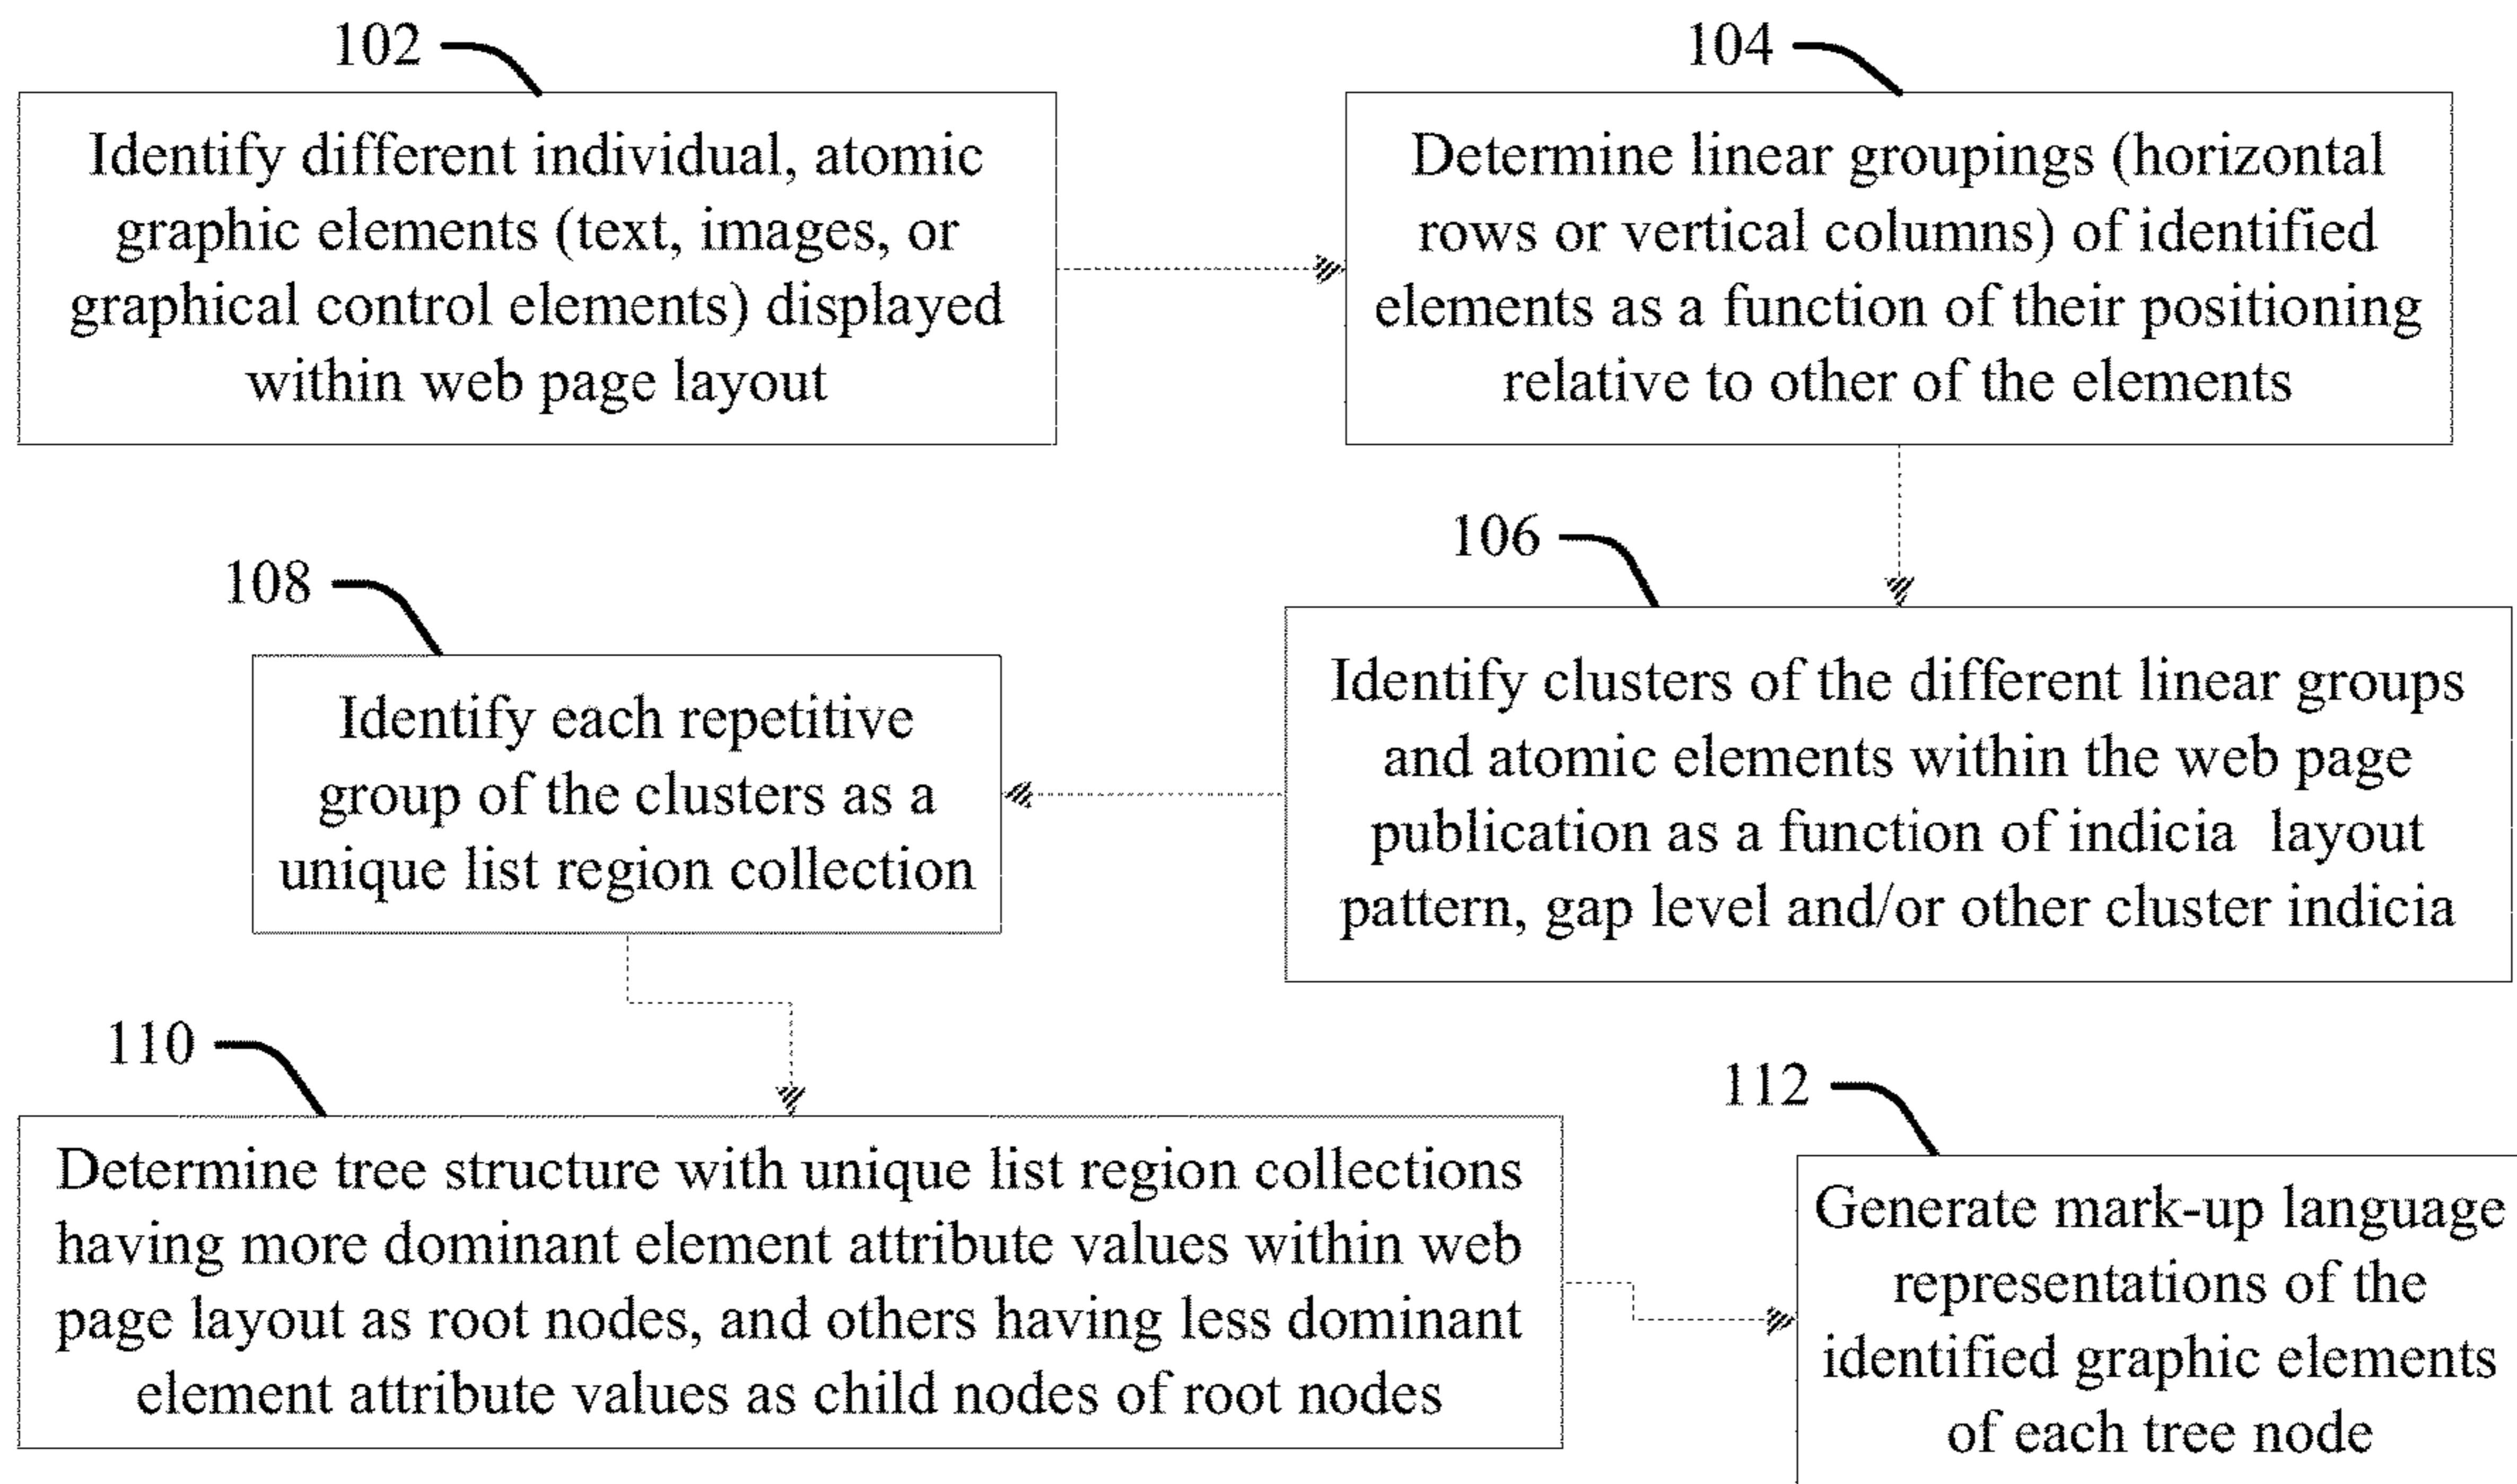 102
Identify different individual, atomic
graphic elements (text, images, or
graphical control elements) displayed
within web page layout
104
Determine linear groupings (horizontal
rows or vertical columns) of identified
elements as a function of their positioning
relative to other of the elements
106
Identify clusters of the different linear groups
and atomic elements within the web page
publication as a function of indicia layout
pattern, gap level and/or other cluster indicia
108
Identify each repetitive
group of the clusters as a
unique list region collection
110
Determine tree structure with unique list region collections
having more dominant element attribute values within web
page layout as root nodes, and others having less dominant
element attribute values as child nodes of root nodes
112
Generate mark-up language
representations of the
identified graphic elements
of each tree node